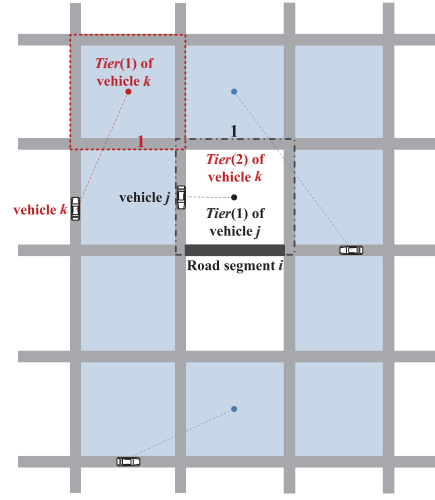 Tier(1) of
vehicle k
1
1
Tier(2) of
vehicle k
vehicle j
vehicle k
Tier(1) of
vehicle j
Road segment i